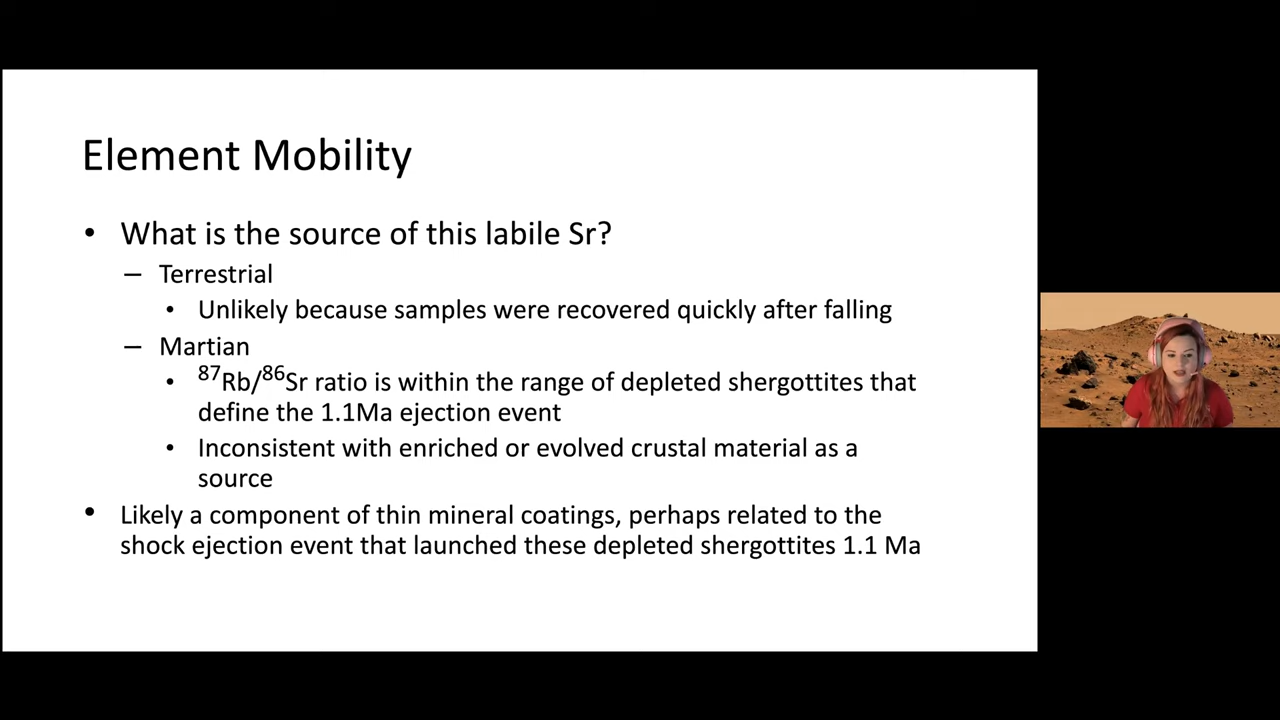 Element Mobility
• What is the source of this labile Sr?
– Terrestrial
• Unlikely because samples were recovered quickly after falling
– Martian
• ⁸⁷Rb/⁸⁶Sr ratio is within the range of depleted shergottites that
define the 1.1Ma ejection event
• Inconsistent with enriched or evolved crustal material as a
source
• Likely a component of thin mineral coatings, perhaps related to the
shock ejection event that launched these depleted shergottites 1.1 Ma